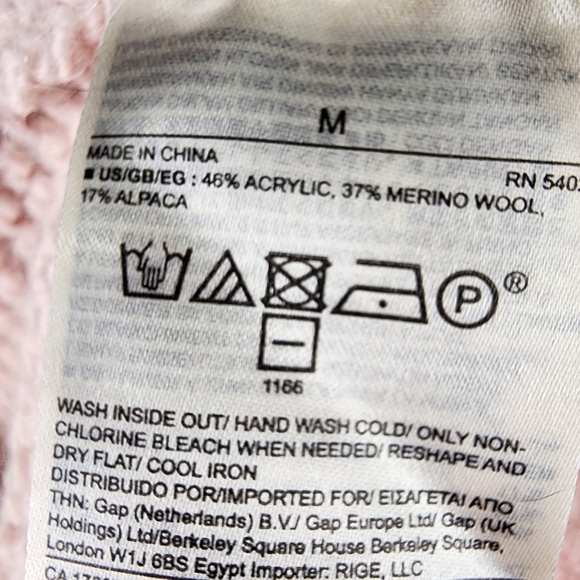 M
MADE IN CHINA RN 540
■ US/GB/EG : 46% ACRYLIC, 37% MERINO WOOL,
17% ALPACA
P ®
1166
WASH INSIDE OUT/ HAND WASH COLD/ ONLY NON-
CHLORINE BLEACH WHEN NEEDED/ RESHAPE AND
DRY FLAT/ COOL IRON
DISTRIBUIDO POR/IMPORTED FOR/ ΕΙΣΑΓΕΤΑΙ ΑΠΟ
ΤΗΝ: Gap (Netherlands) B.V./ Gap Europe Ltd/ Gap (UK
Holdings) Ltd/Berkeley Square House Berkeley Square,
London W1J 6BS Egypt Importer: RIGE, LLC
CA